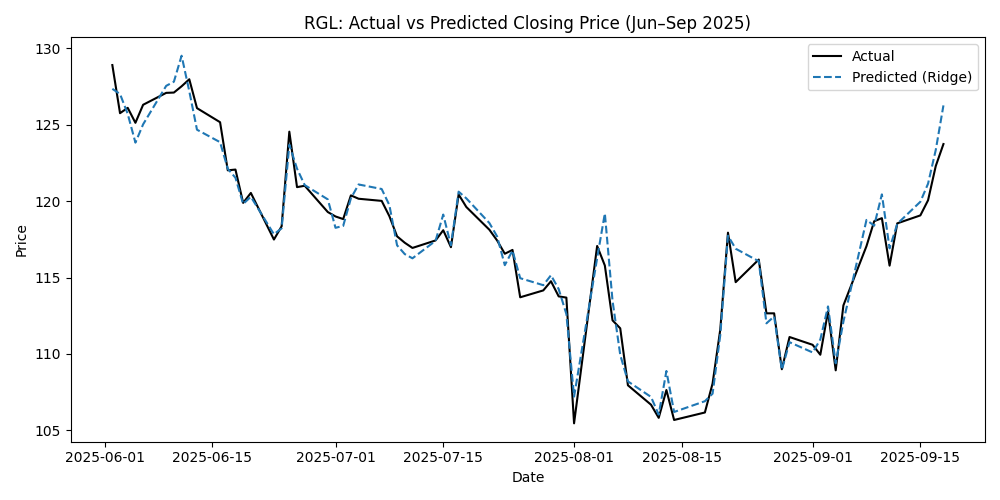 RGL: Actual vs Predicted Closing Price (Jun–Sep 2025)
Actual
Predicted (Ridge)
Price
130
125
120
115
110
105
2025-06-01
2025-06-15
2025-07-01
2025-07-15
2025-08-01
2025-08-15
2025-09-01
2025-09-15
Date